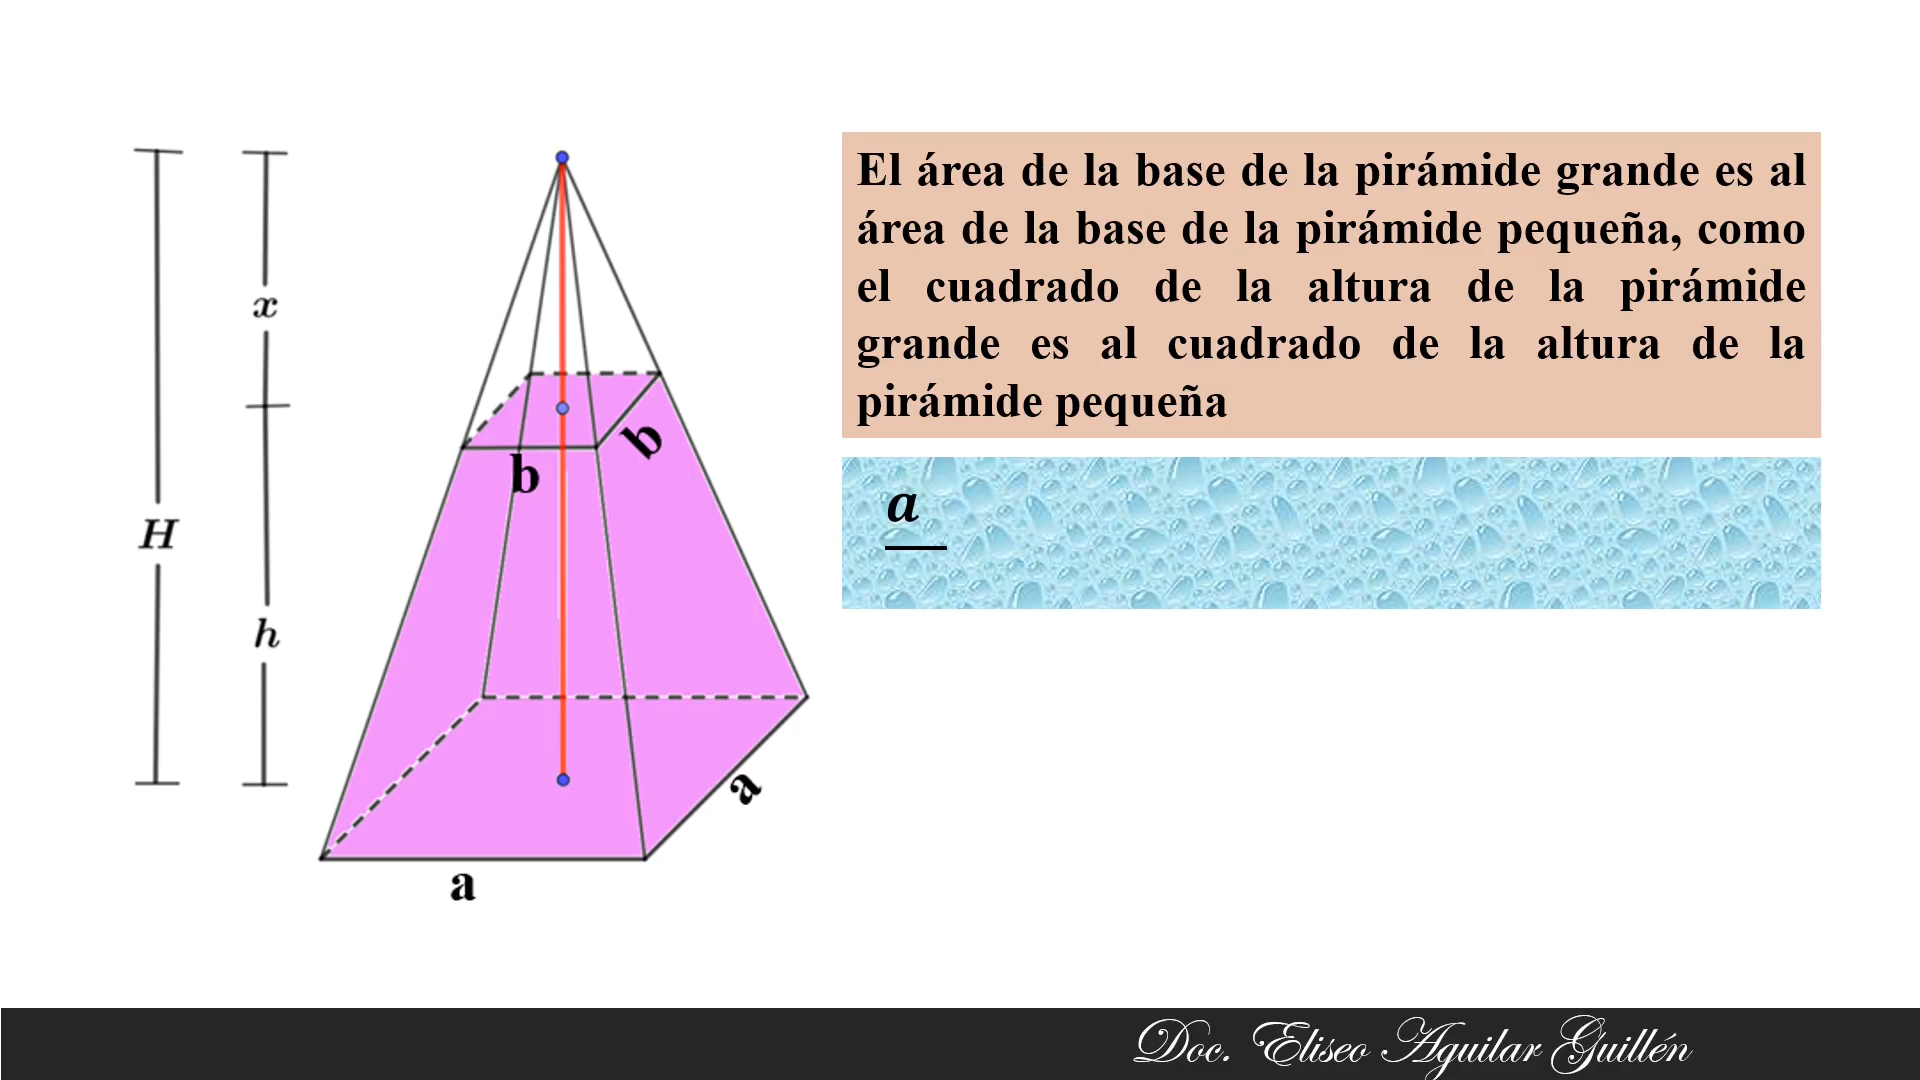 El área de la base de la pirámide grande es al
área de la base de la pirámide pequeña, como
el cuadrado de la altura de la pirámide
grande es al cuadrado de la altura de la
pirámide pequeña
x
H
h
b
b
a
a
a
Doc. Eliseo Aguilar Guillén